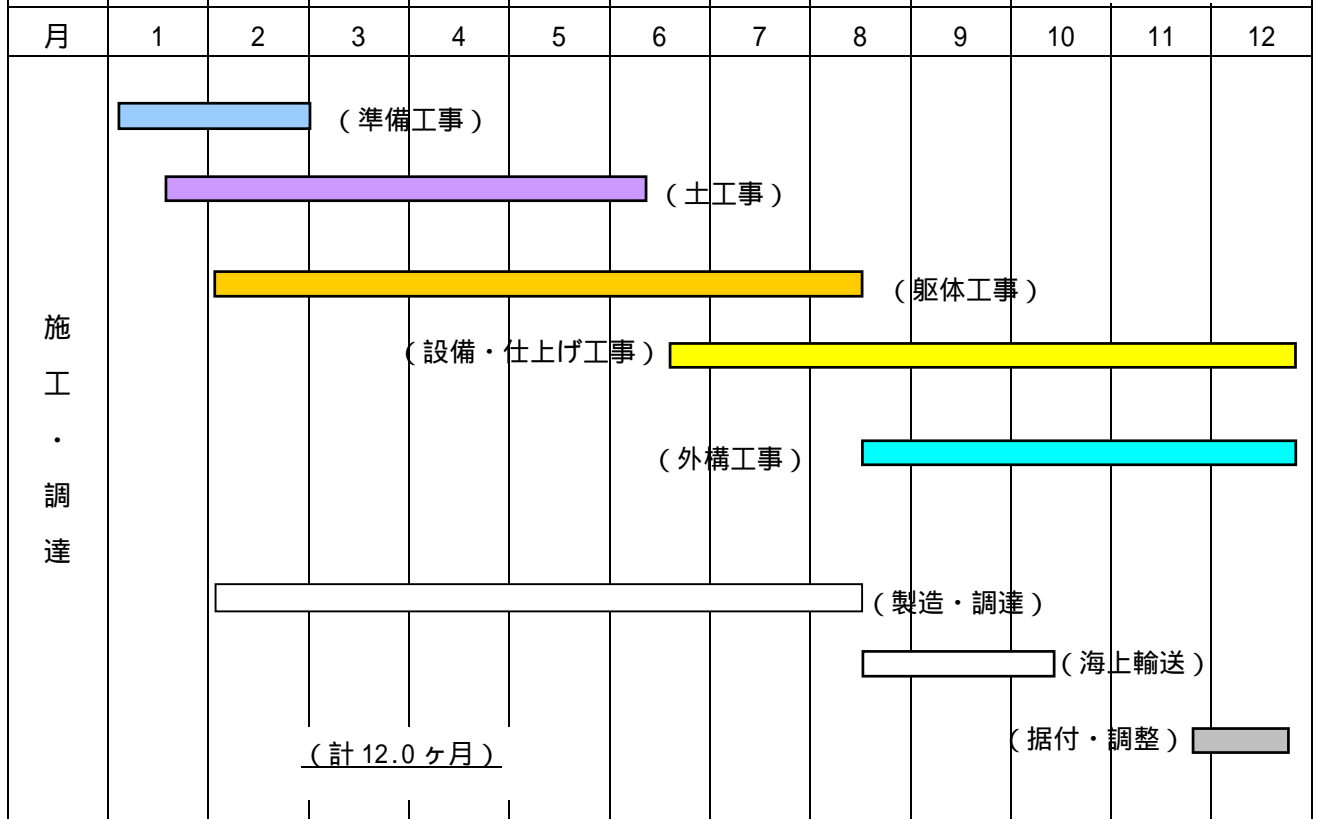 月 1 2 3 4 5 6 7 8 9 10 11 12
(準備工事)
(土工事)
(躯体工事)
(設備・仕上げ工事)
(外構工事)
施工・調達
(製造・調達)
(海上輸送)
(据付・調整)
(計 12.0 ヶ月)